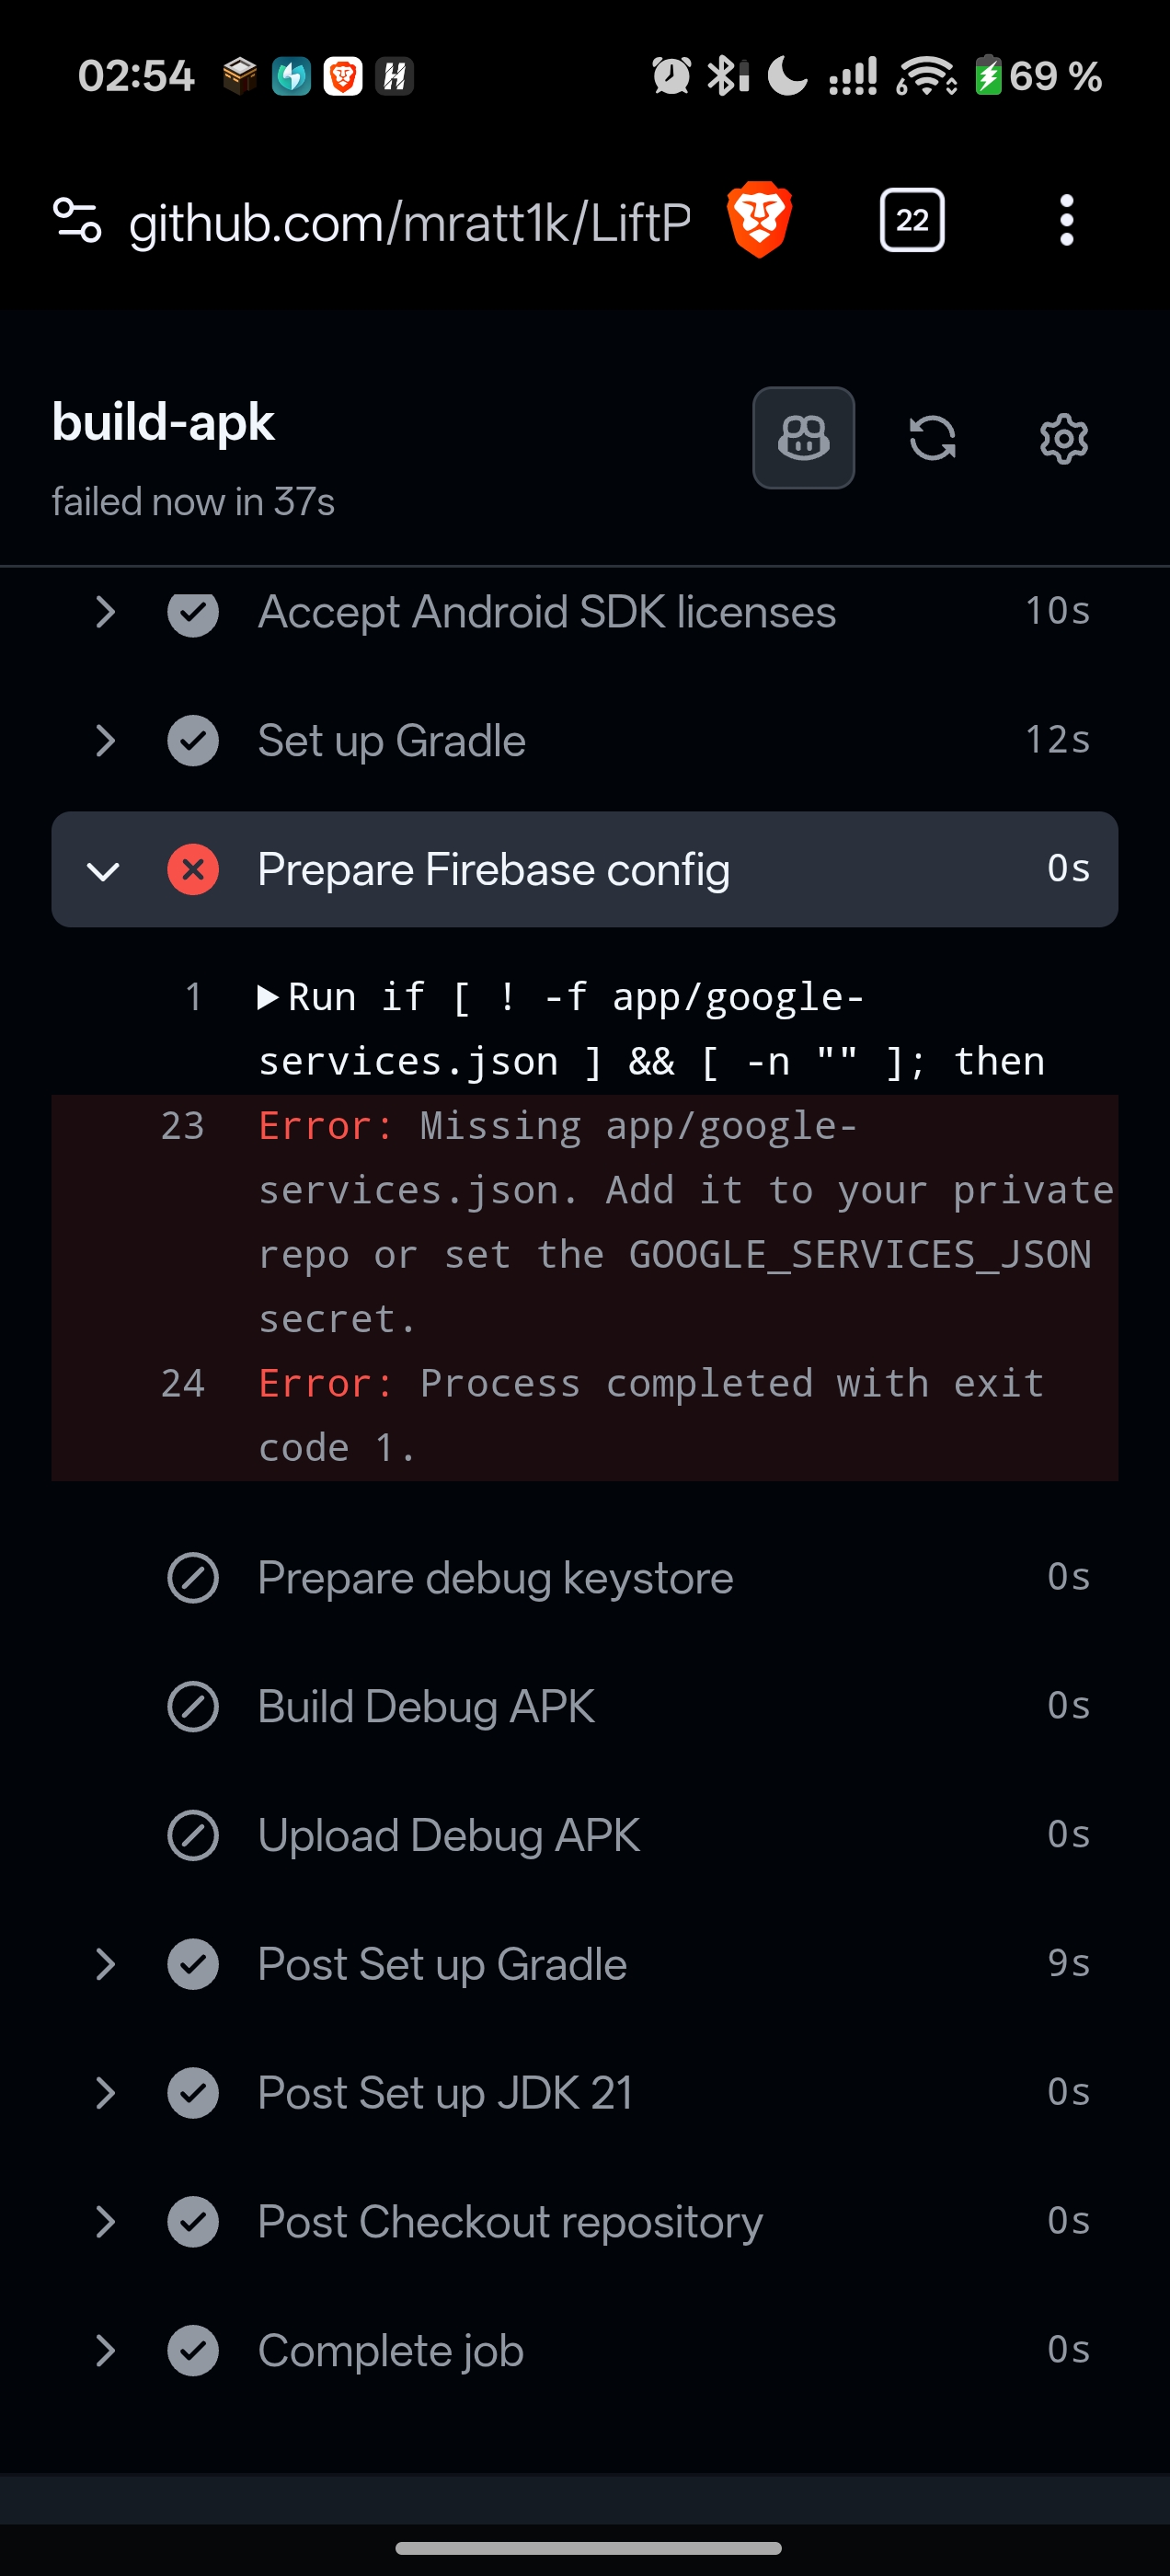 02:54
69 %
github.com/mratt1k/LiftP
22
build-apk
failed now in 37s
Accept Android SDK licenses 10s
Set up Gradle 12s
Prepare Firebase config 0s
1 Run if [ ! -f app/google-
services.json ] && [ -n "" ]; then
23 Error: Missing app/google-
services.json. Add it to your private
repo or set the GOOGLE_SERVICES_JSON
secret.
24 Error: Process completed with exit
code 1.
Prepare debug keystore 0s
Build Debug APK 0s
Upload Debug APK 0s
Post Set up Gradle 9s
Post Set up JDK 21 0s
Post Checkout repository 0s
Complete job 0s